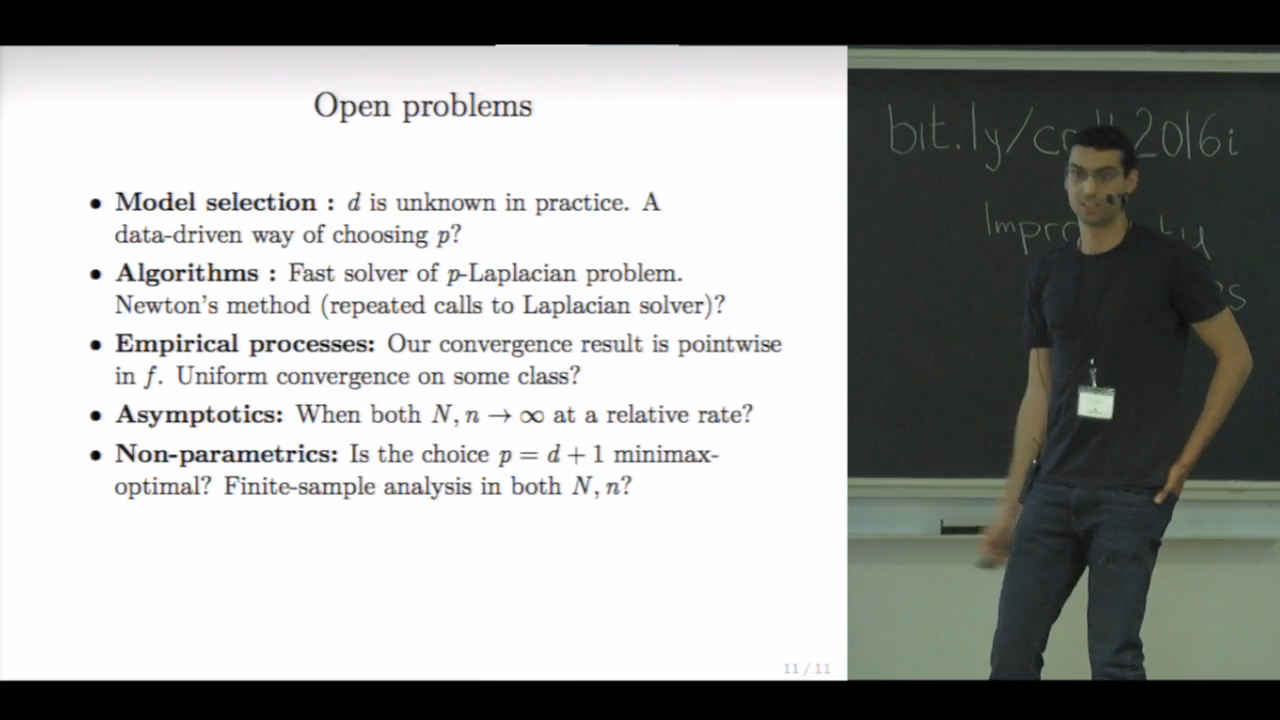 Open problems
• Model selection : d is unknown in practice. A
data-driven way of choosing p?
• Algorithms : Fast solver of p-Laplacian problem.
Newton's method (repeated calls to Laplacian solver)?
• Empirical processes: Our convergence result is pointwise
in f. Uniform convergence on some class?
• Asymptotics: When both N, n → ∞ at a relative rate?
• Non-parametrics: Is the choice p = d + 1 minimax-
optimal? Finite-sample analysis in both N, n?
11 / 11
bit.ly/ 2016i